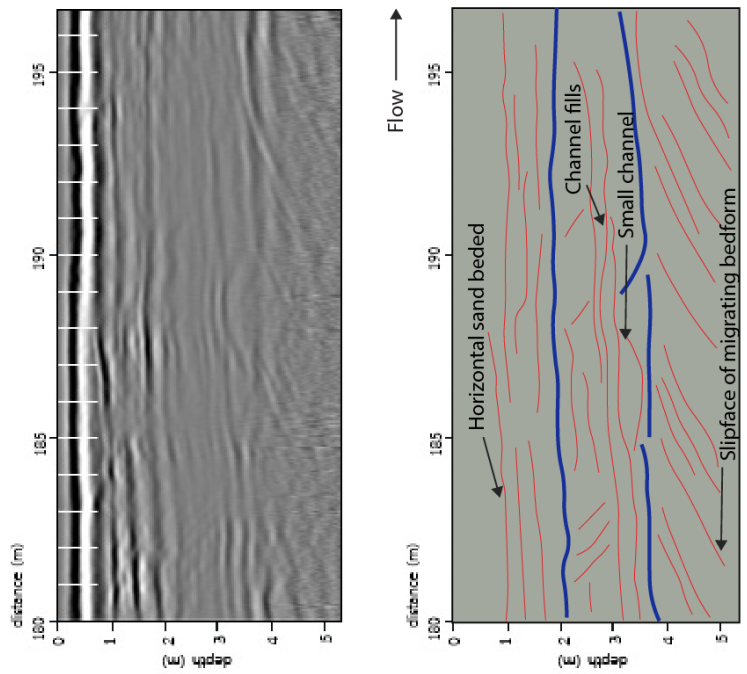 distance (m)
180
185
190
195
0
1
2
3
4
5
depth (m)
Flow
distance (m)
180
185
190
195
0
1
2
3
4
5
depth (m)
Horizontal sand beded
Channel fills
Small channel
Slipface of migrating bedform